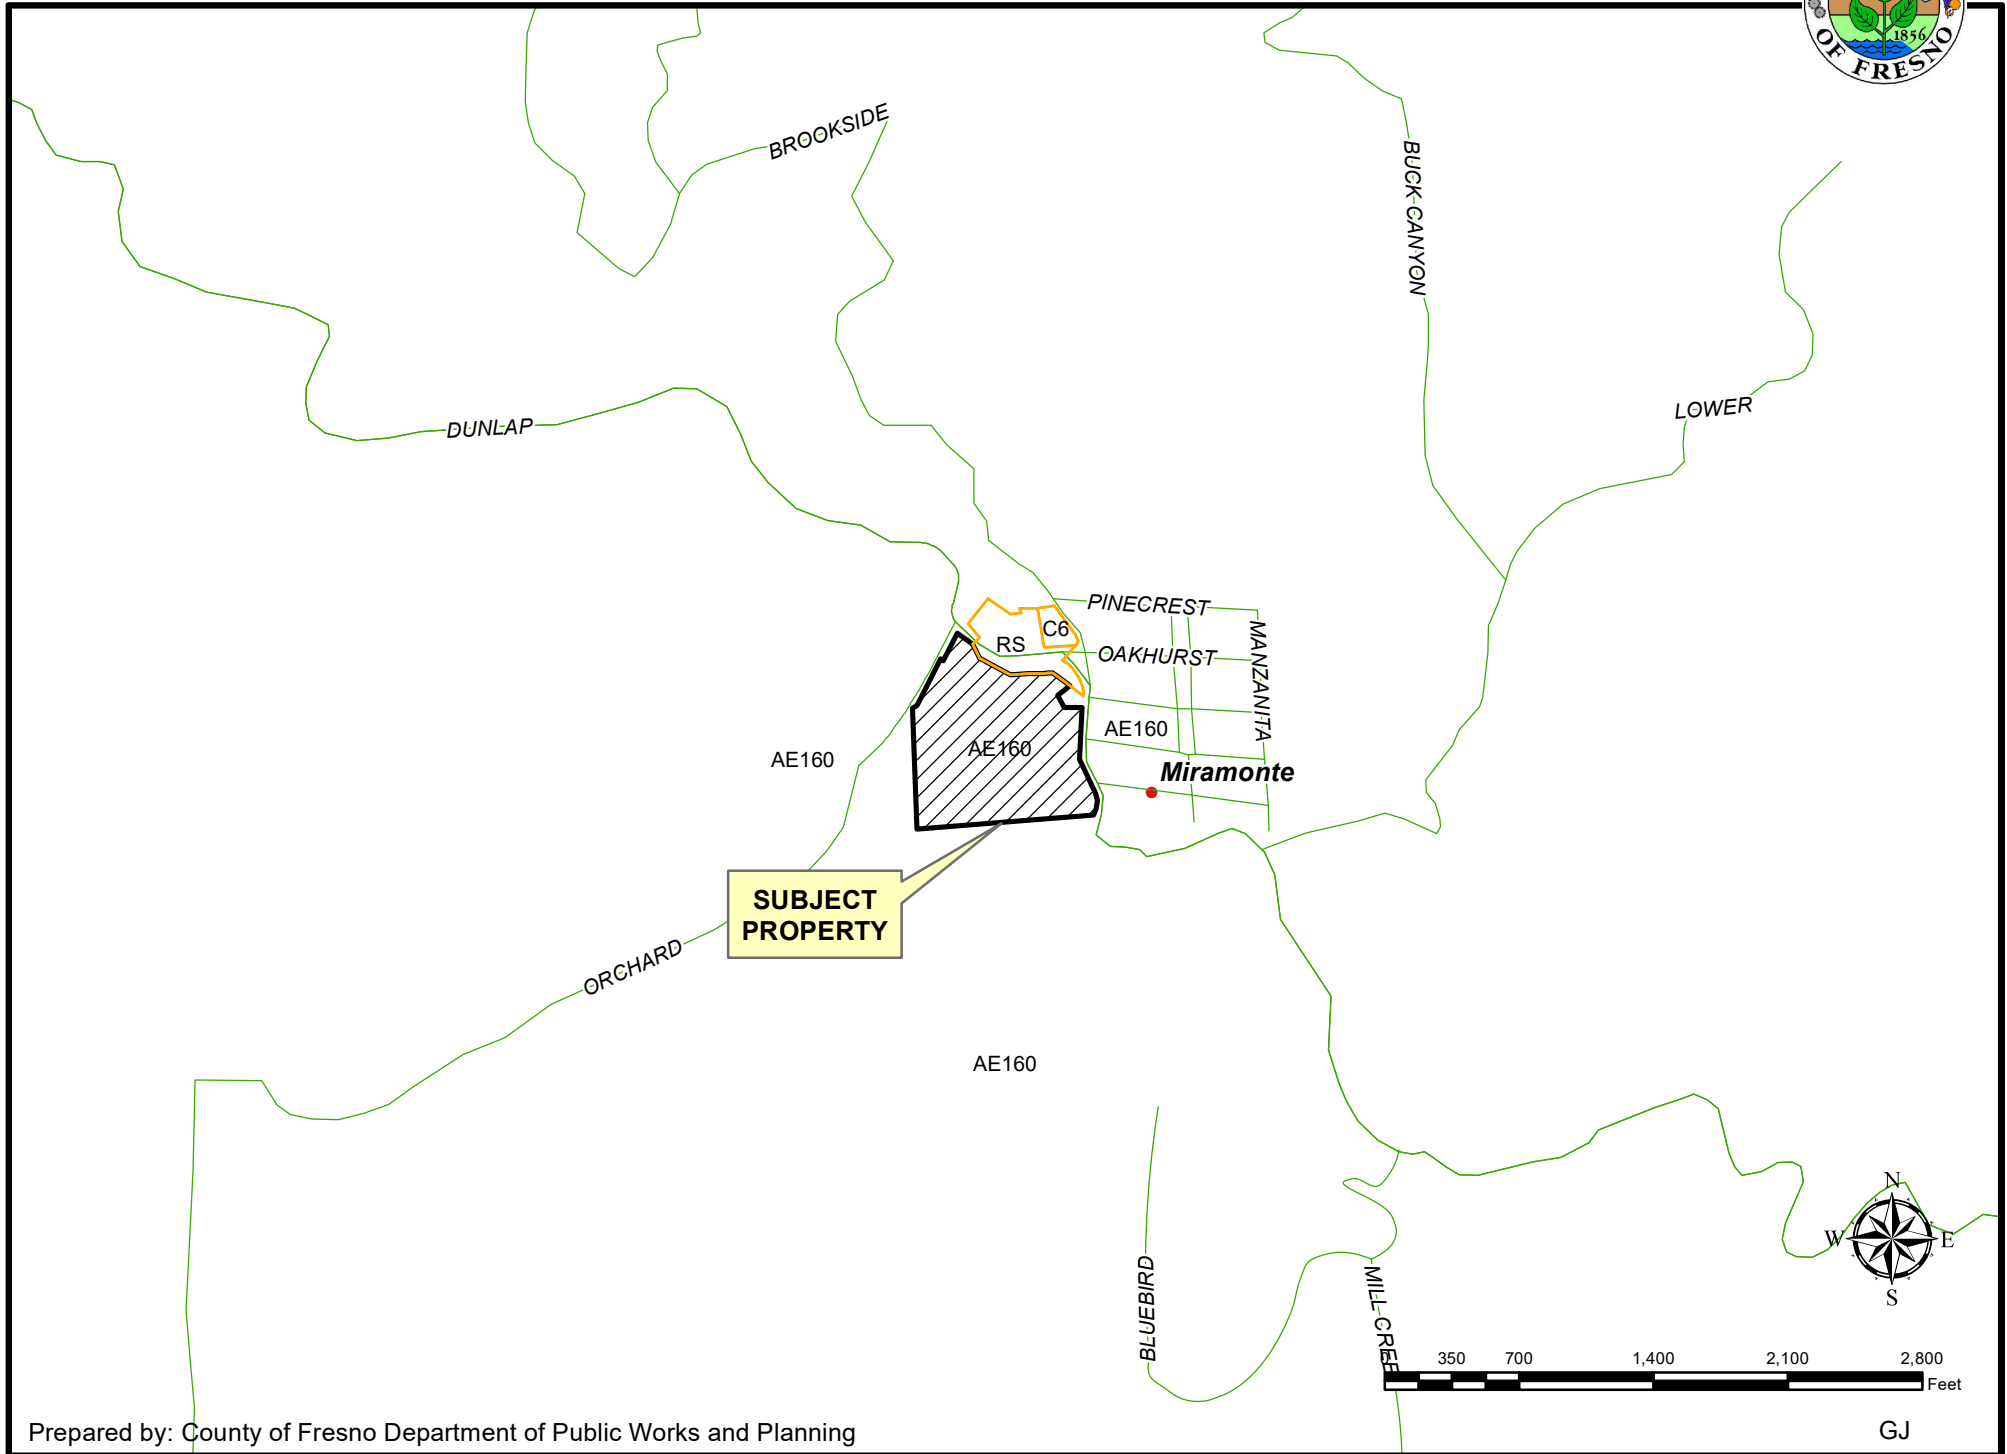 1856
OF FRESNO
BROOKSIDE
BUCK CANYON
LOWER
DUNLAP
PINECREST
C6
RS
OAKHURST
MANZANITA
AE160
AE160
AE160
Miramonte
SUBJECT
PROPERTY
ORCHARD
AE160
N
W
E
S
BLUEBIRD
350
700
1,400
2,100
2,800
Feet
Prepared by: County of Fresno Department of Public Works and Planning
GJ